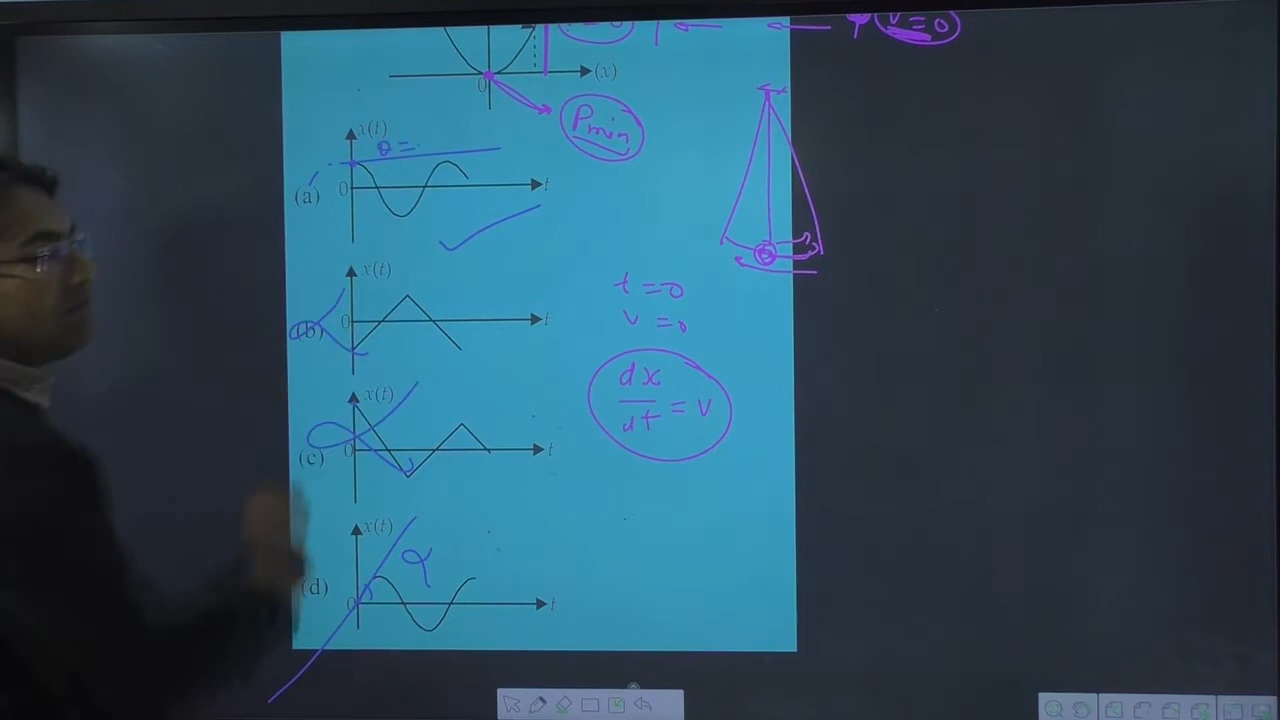 v = 0
0
(x)
Pmin
x(t)
θ =
(a)
0
t
x(t)
(b)
0
t
t = 0
v = 0
x(t)
dx
dt
= v
(c)
0
t
x(t)
(d)
0
t